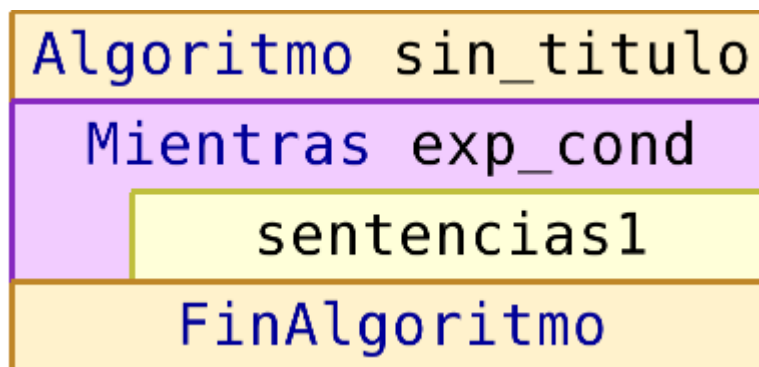 Algoritmo sin_titulo
Mientras exp_cond
sentencias1
FinAlgoritmo